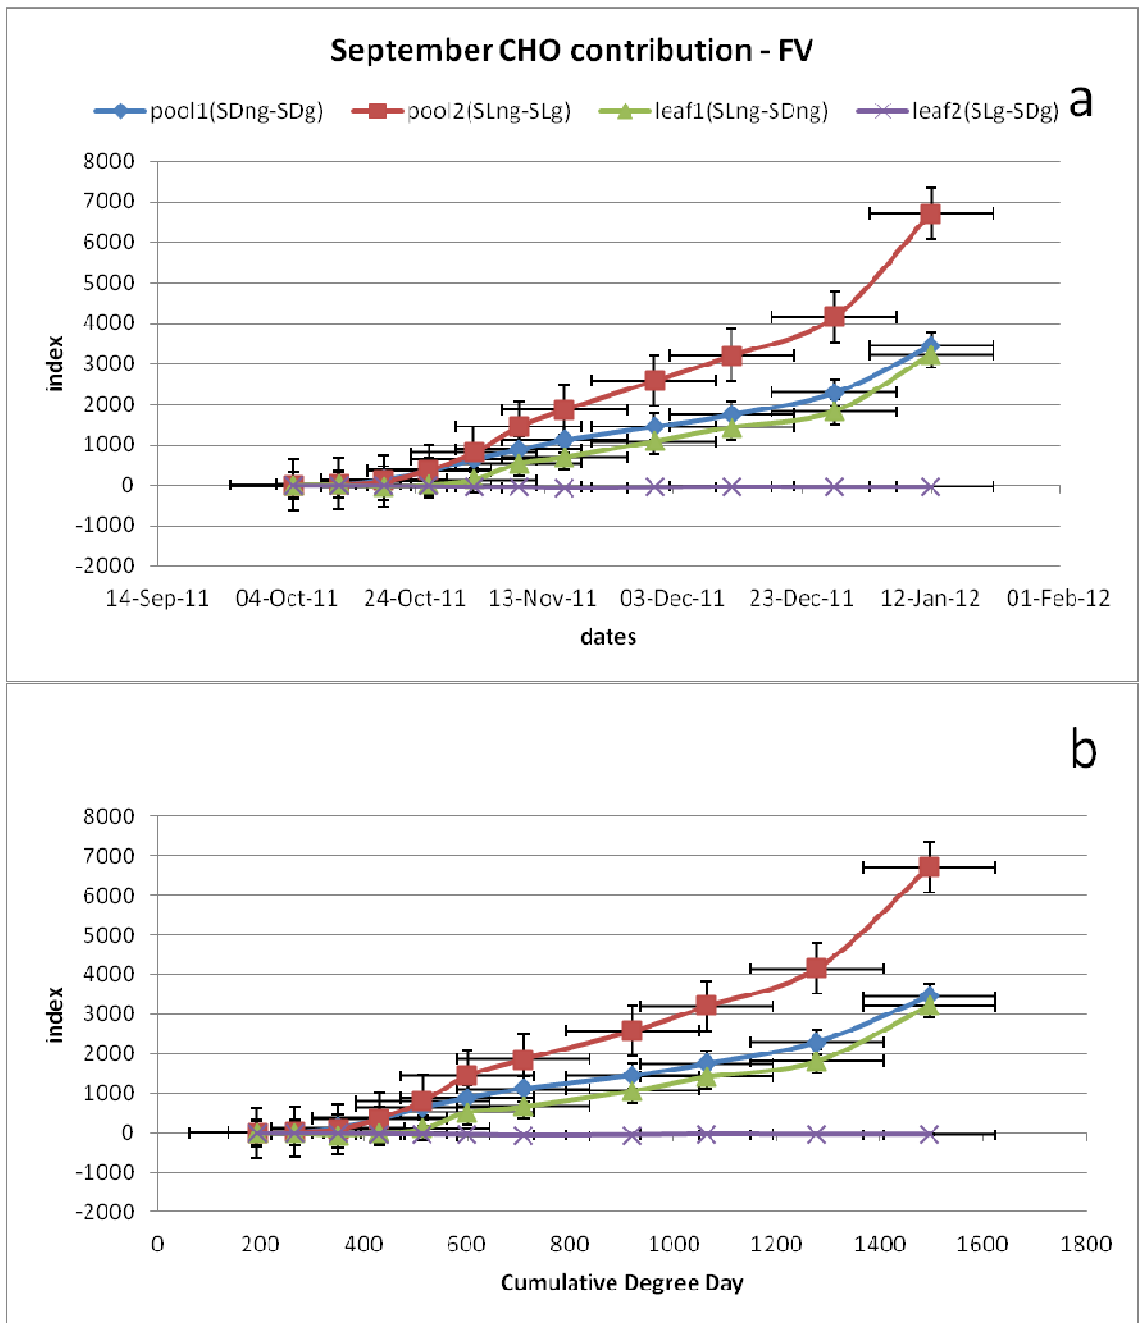 September CHO contribution - FV
a
pool1(SDng-SDg) pool2(SLng-SLg) leaf1(SLng-SDng) leaf2(SLg-SDg)
8000
7000
6000
5000
4000
3000
2000
1000
0
-1000
-2000
index
14-Sep-11 04-Oct-11 24-Oct-11 13-Nov-11 03-Dec-11 23-Dec-11 12-Jan-12 01-Feb-12
dates
b
8000
7000
6000
5000
4000
3000
2000
1000
0
-1000
-2000
index
0 200 400 600 800 1000 1200 1400 1600 1800
Cumulative Degree Day